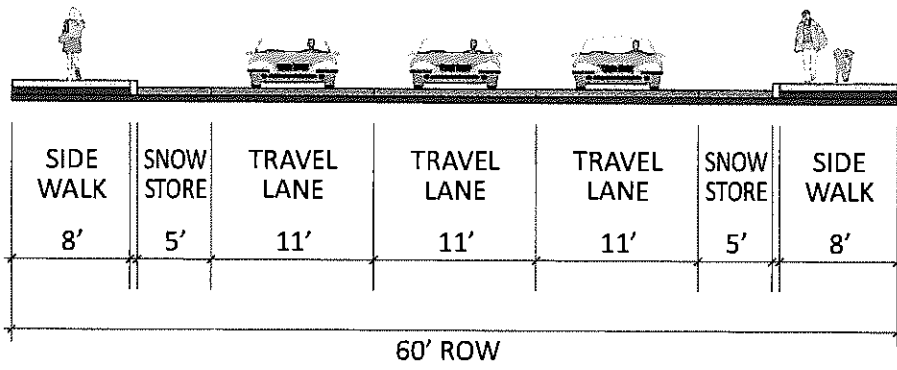 SIDE WALK
8'
SNOW STORE
5'
TRAVEL LANE
11'
TRAVEL LANE
11'
TRAVEL LANE
11'
SNOW STORE
5'
SIDE WALK
8'
60' ROW